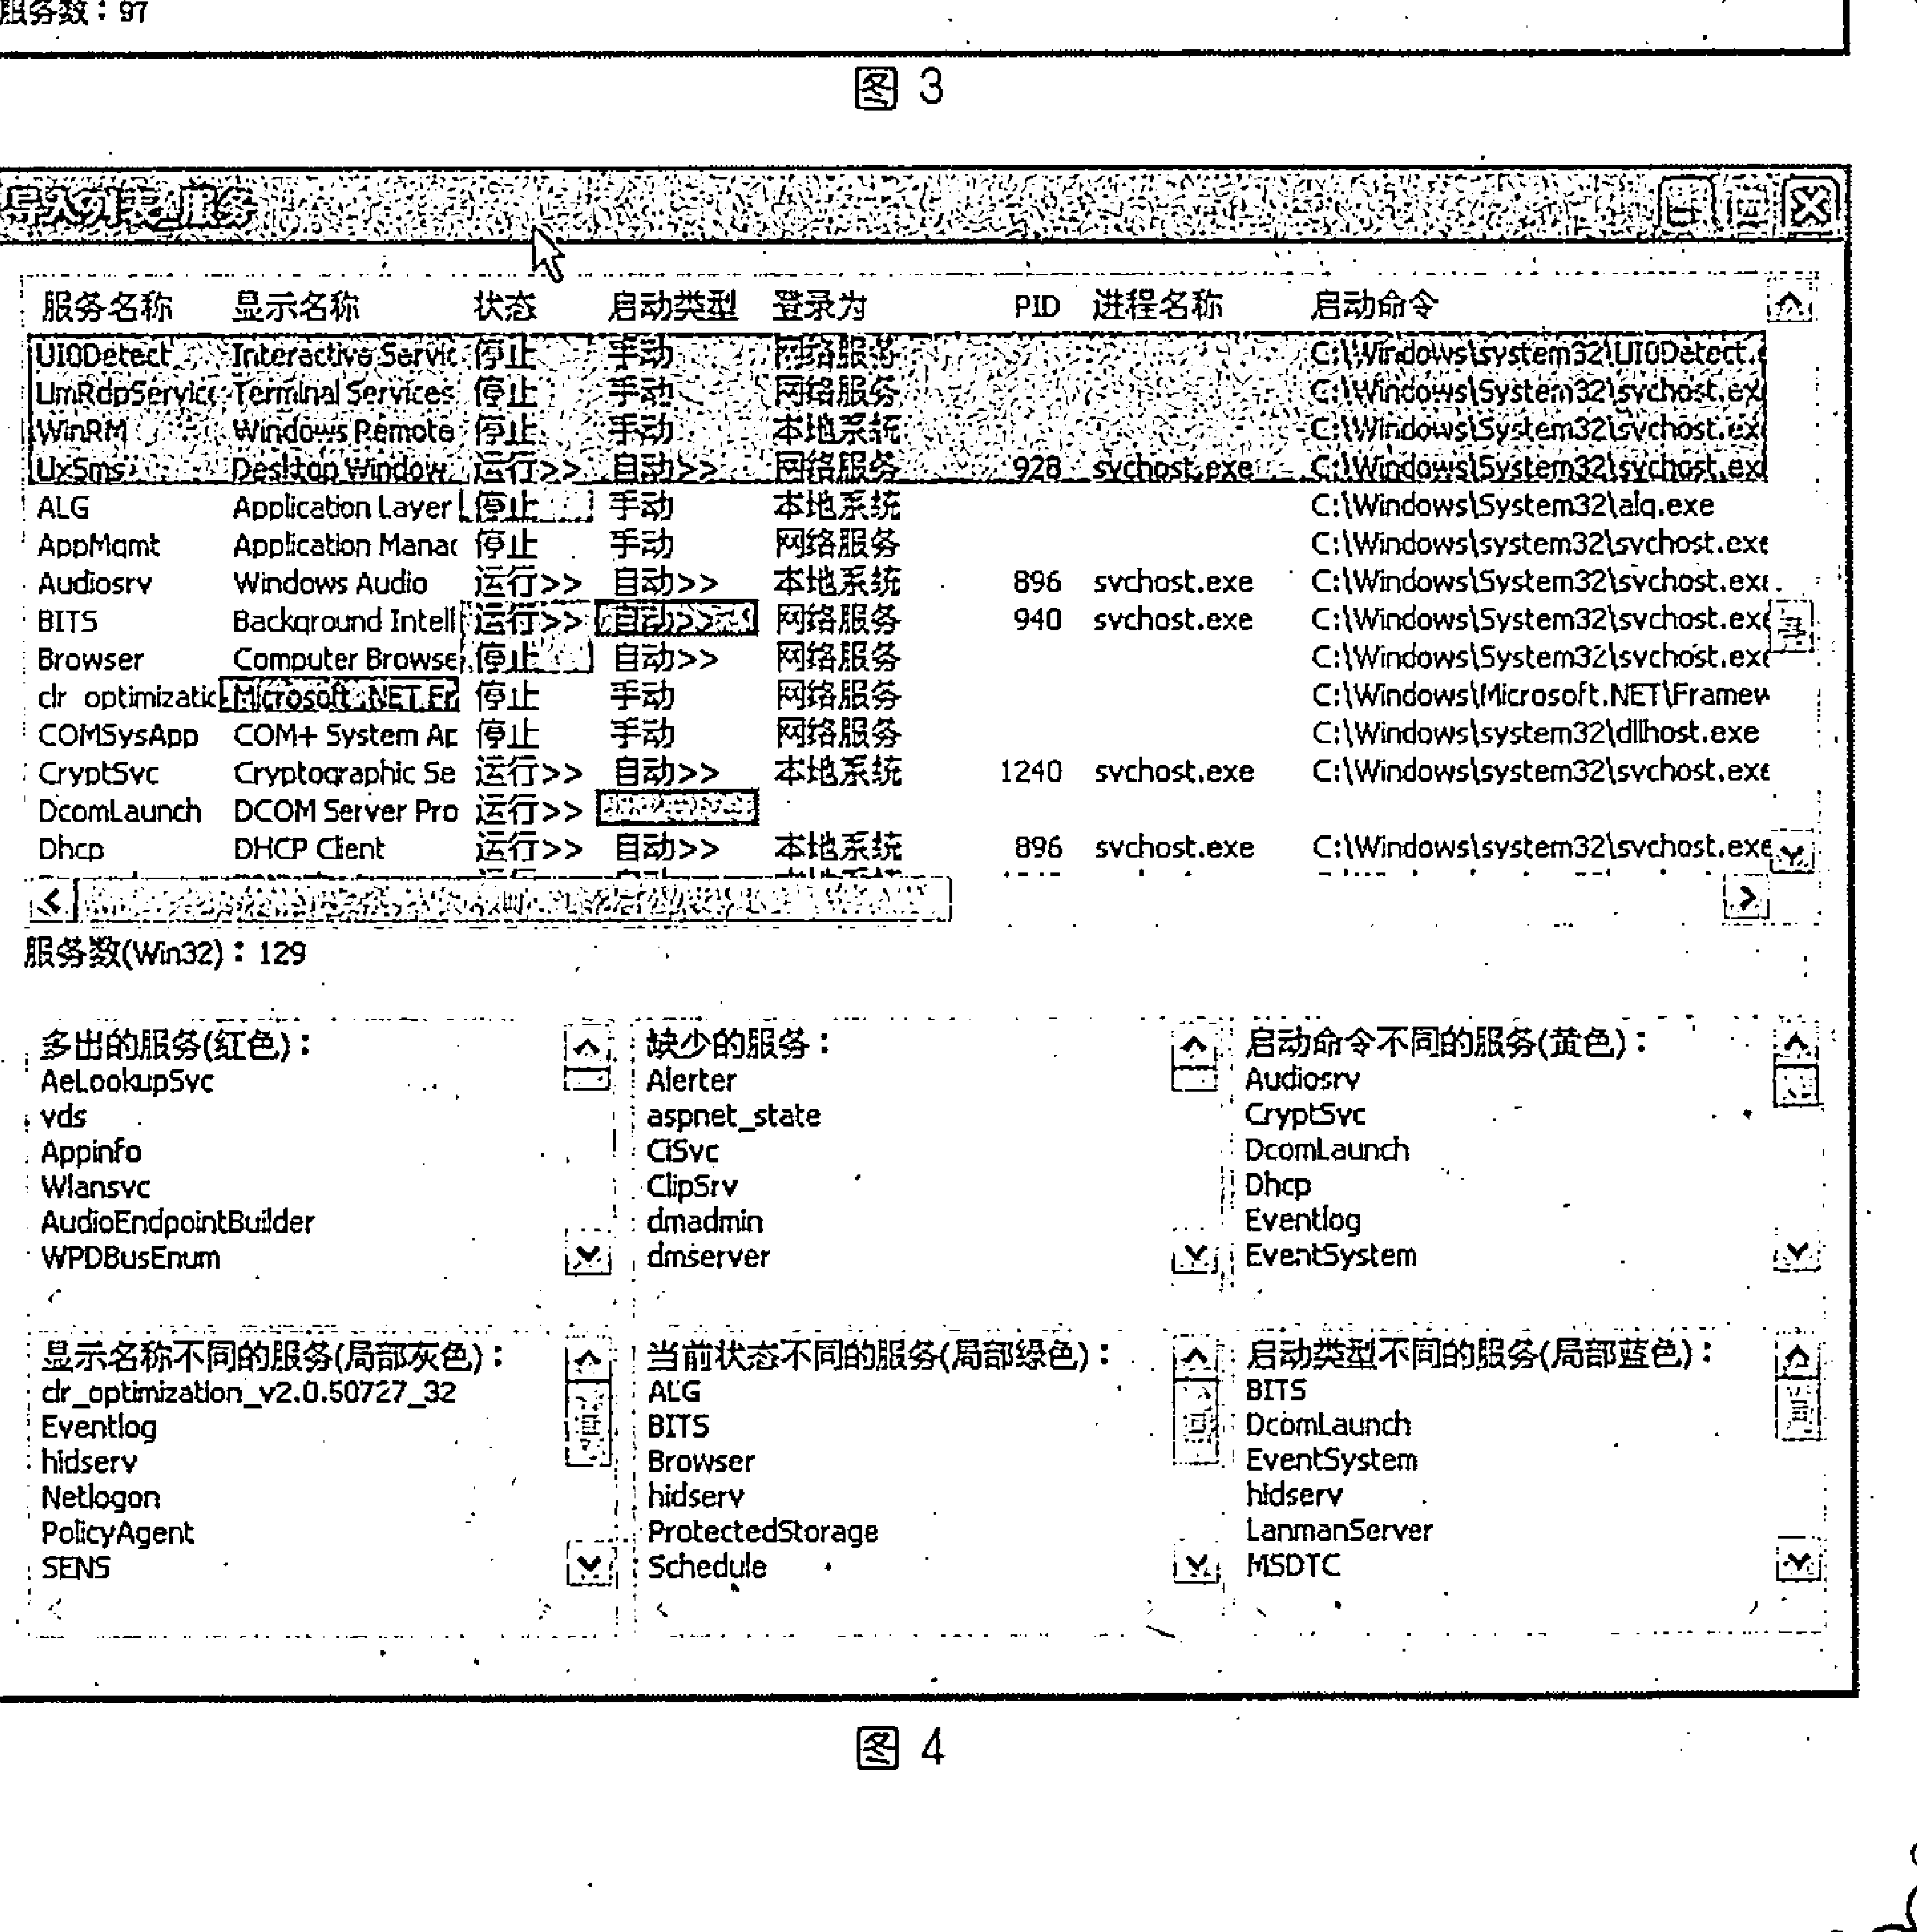 服务数：97
图 3
导入列表_服务
服务名称 显示名称 状态 启动类型 登录为 PID 进程名称 启动命令
UI0Detect Interactive Servic 停止 手动 网络服务 C:\Windows\system32\UI0Detect.e
UmRdpService Terminal Services 停止 手动 网络服务 C:\Windows\System32\svchost.ex
WinRM Windows Remote 停止 手动 本地系统 C:\Windows\System32\svchost.ex
UxSms Desktop Window 运行>> 自动>> 网络服务 928 svchost.exe C:\Windows\System32\svchost.ex
ALG Application Layer 停止 手动 本地系统 C:\Windows\System32\alg.exe
AppMgmt Application Manac 停止 手动 网络服务 C:\Windows\system32\svchost.exe
Audiosrv Windows Audio 运行>> 自动>> 本地系统 896 svchost.exe C:\Windows\System32\svchost.exe
BITS Background Intell 运行>> 自动>> 网络服务 940 svchost.exe C:\Windows\System32\svchost.exe
Browser Computer Browse 停止 自动>> 网络服务 C:\Windows\System32\svchost.exe
clr_optimizatic Microsoft .NET Fr 停止 手动 网络服务 C:\Windows\Microsoft.NET\Framew
COMSysApp COM+ System Ap 停止 手动 网络服务 C:\Windows\system32\dllhost.exe
CryptSvc Cryptographic Se 运行>> 自动>> 本地系统 1240 svchost.exe C:\Windows\system32\svchost.exe
DcomLaunch DCOM Server Pro 运行>>
Dhcp DHCP Client 运行>> 自动>> 本地系统 896 svchost.exe C:\Windows\system32\svchost.exe
服务数(Win32)：129
多出的服务(红色)：
AeLookupSvc
vds
Appinfo
Wlansvc
AudioEndpointBuilder
WPDBusEnum
缺少的服务：
Alerter
aspnet_state
CiSvc
ClipSrv
dmadmin
dmserver
启动命令不同的服务(黄色)：
Audiosrv
CryptSvc
DcomLaunch
Dhcp
Eventlog
EventSystem
显示名称不同的服务(局部灰色)：
clr_optimization_v2.0.50727_32
Eventlog
hidserv
Netlogon
PolicyAgent
SENS
当前状态不同的服务(局部绿色)：
ALG
BITS
Browser
hidserv
ProtectedStorage
Schedule
启动类型不同的服务(局部蓝色)：
BITS
DcomLaunch
EventSystem
hidserv
LanmanServer
MSDTC
图 4